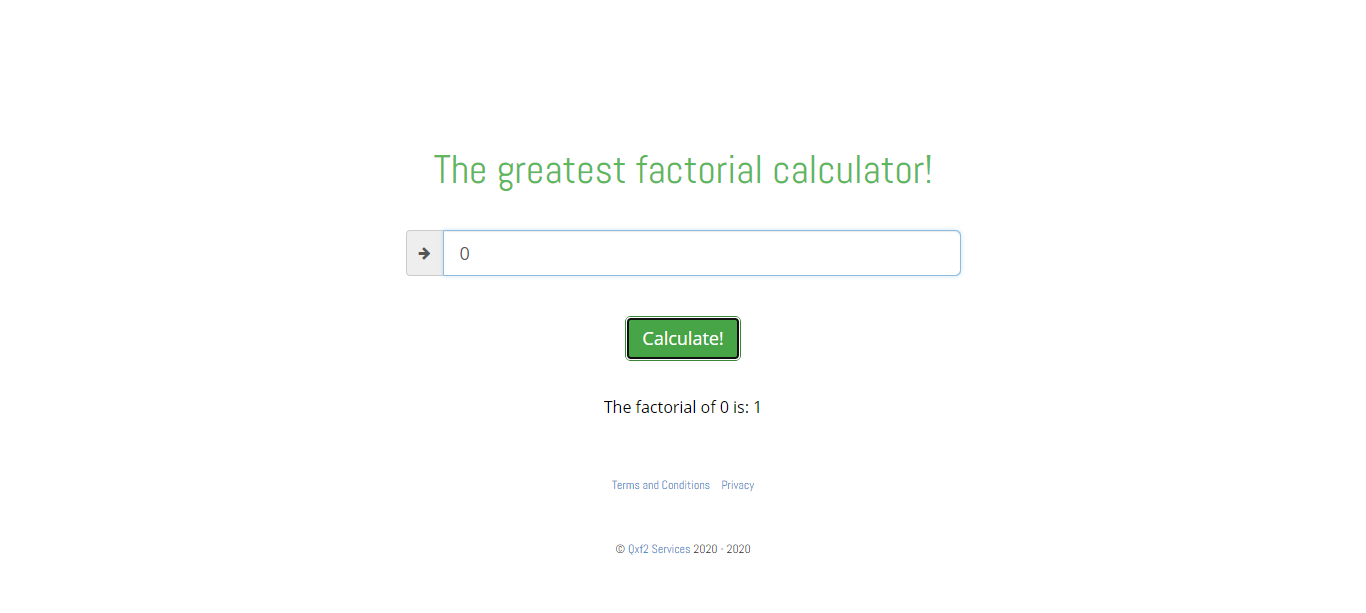 The greatest factorial calculator!
0
Calculate!
The factorial of 0 is: 1
Terms and Conditions Privacy
© Qxf2 Services 2020 - 2020